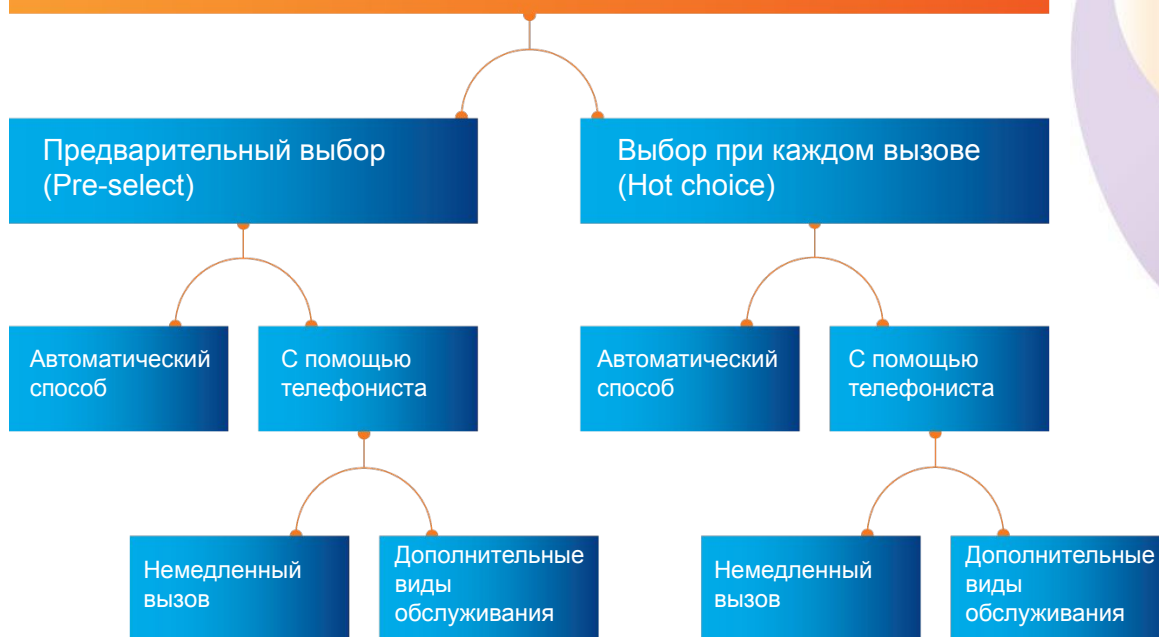 Предварительный выбор
(Pre-select)
Выбор при каждом вызове
(Hot choice)
Автоматический
способ
С помощью
телефониста
Автоматический
способ
С помощью
телефониста
Немедленный
вызов
Дополнительные
виды
обслуживания
Немедленный
вызов
Дополнительные
виды
обслуживания